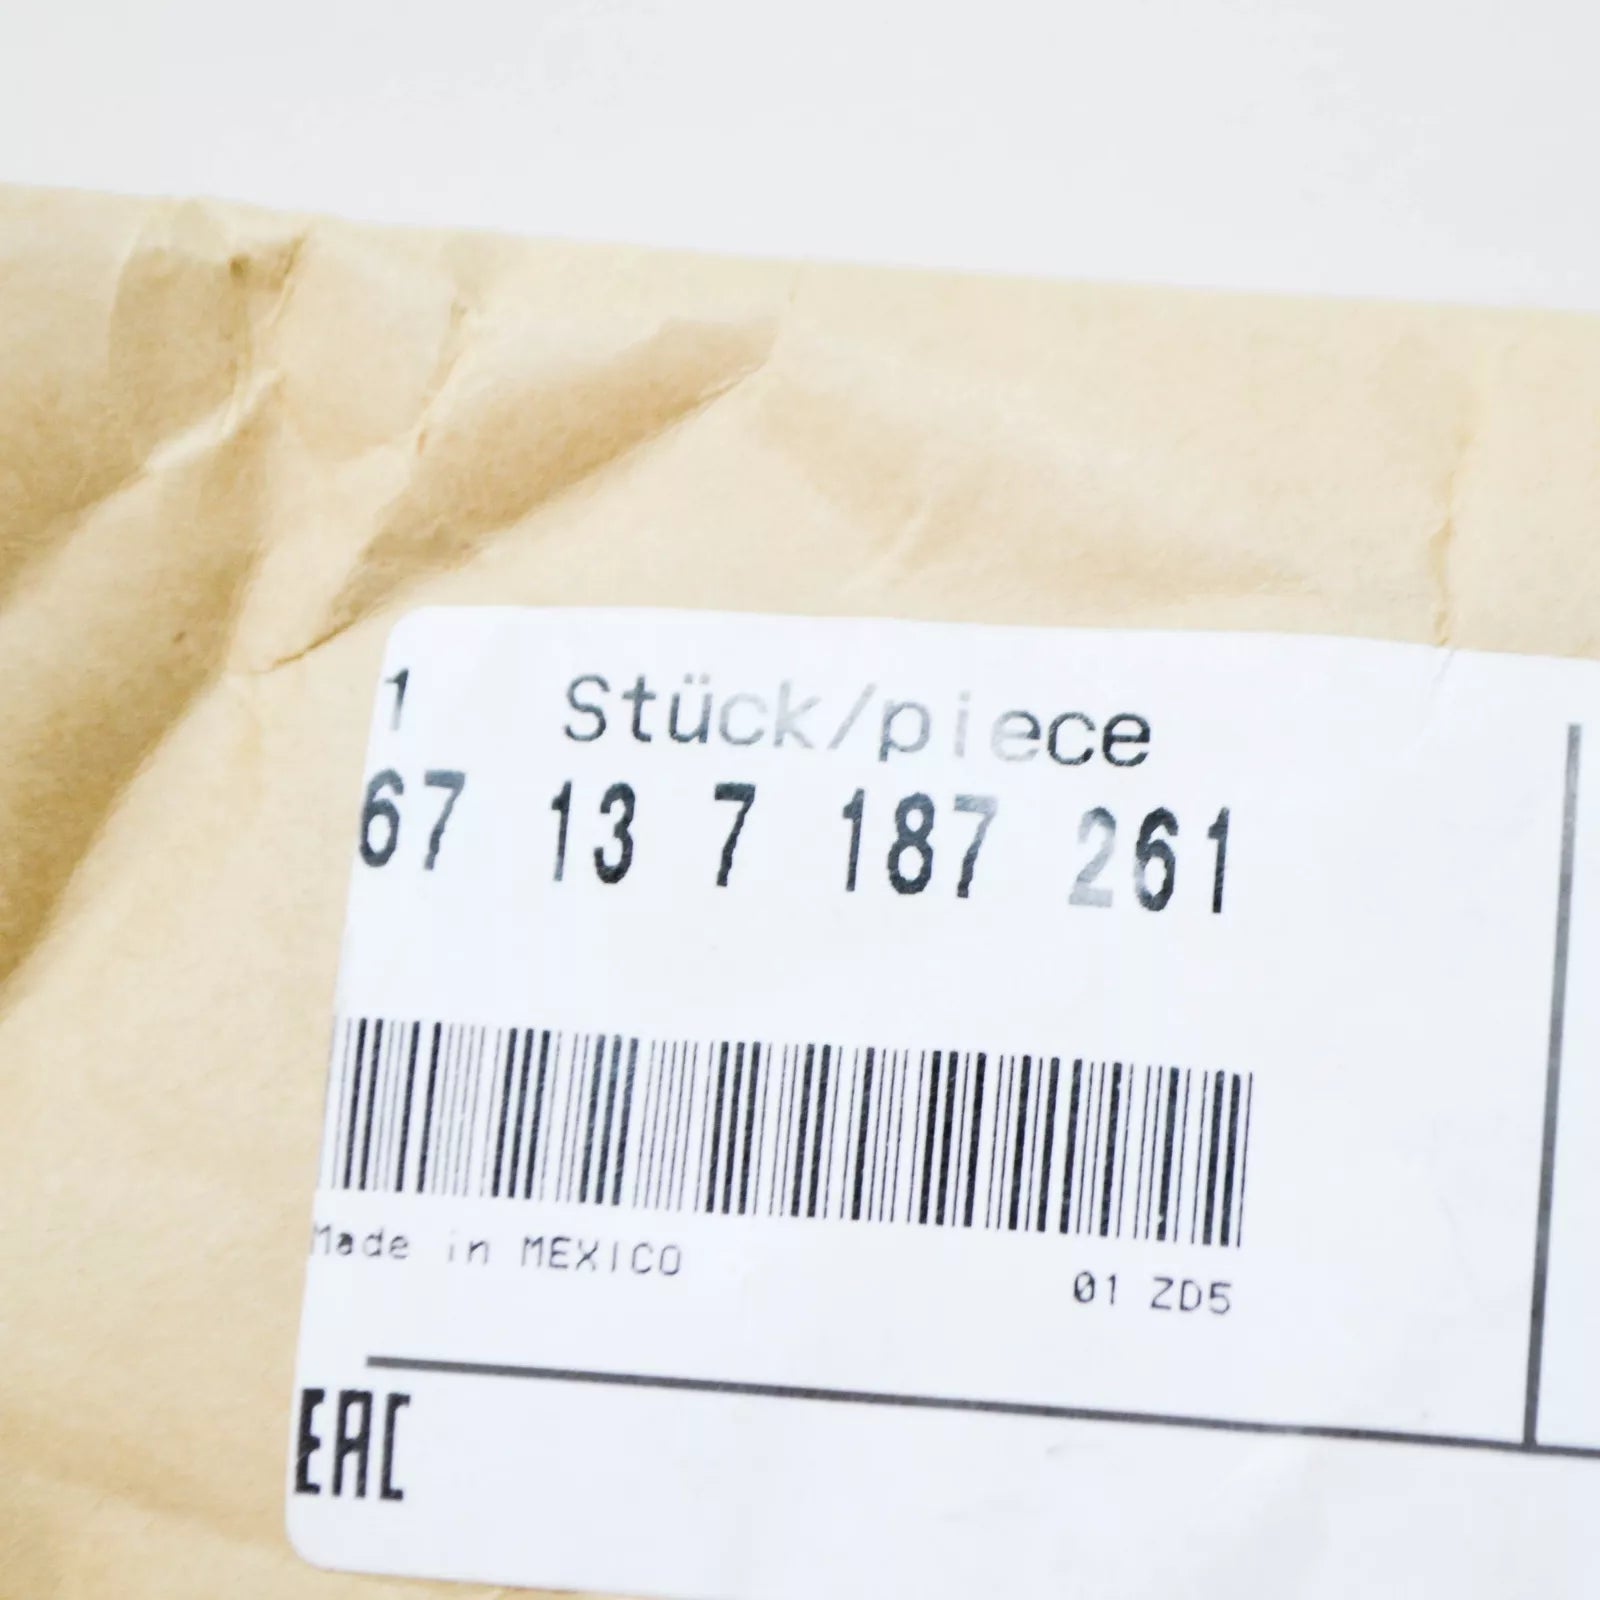 1 Stück/piece
67 13 7 187 261
Made in MEXICO
01 ZD5
EAC